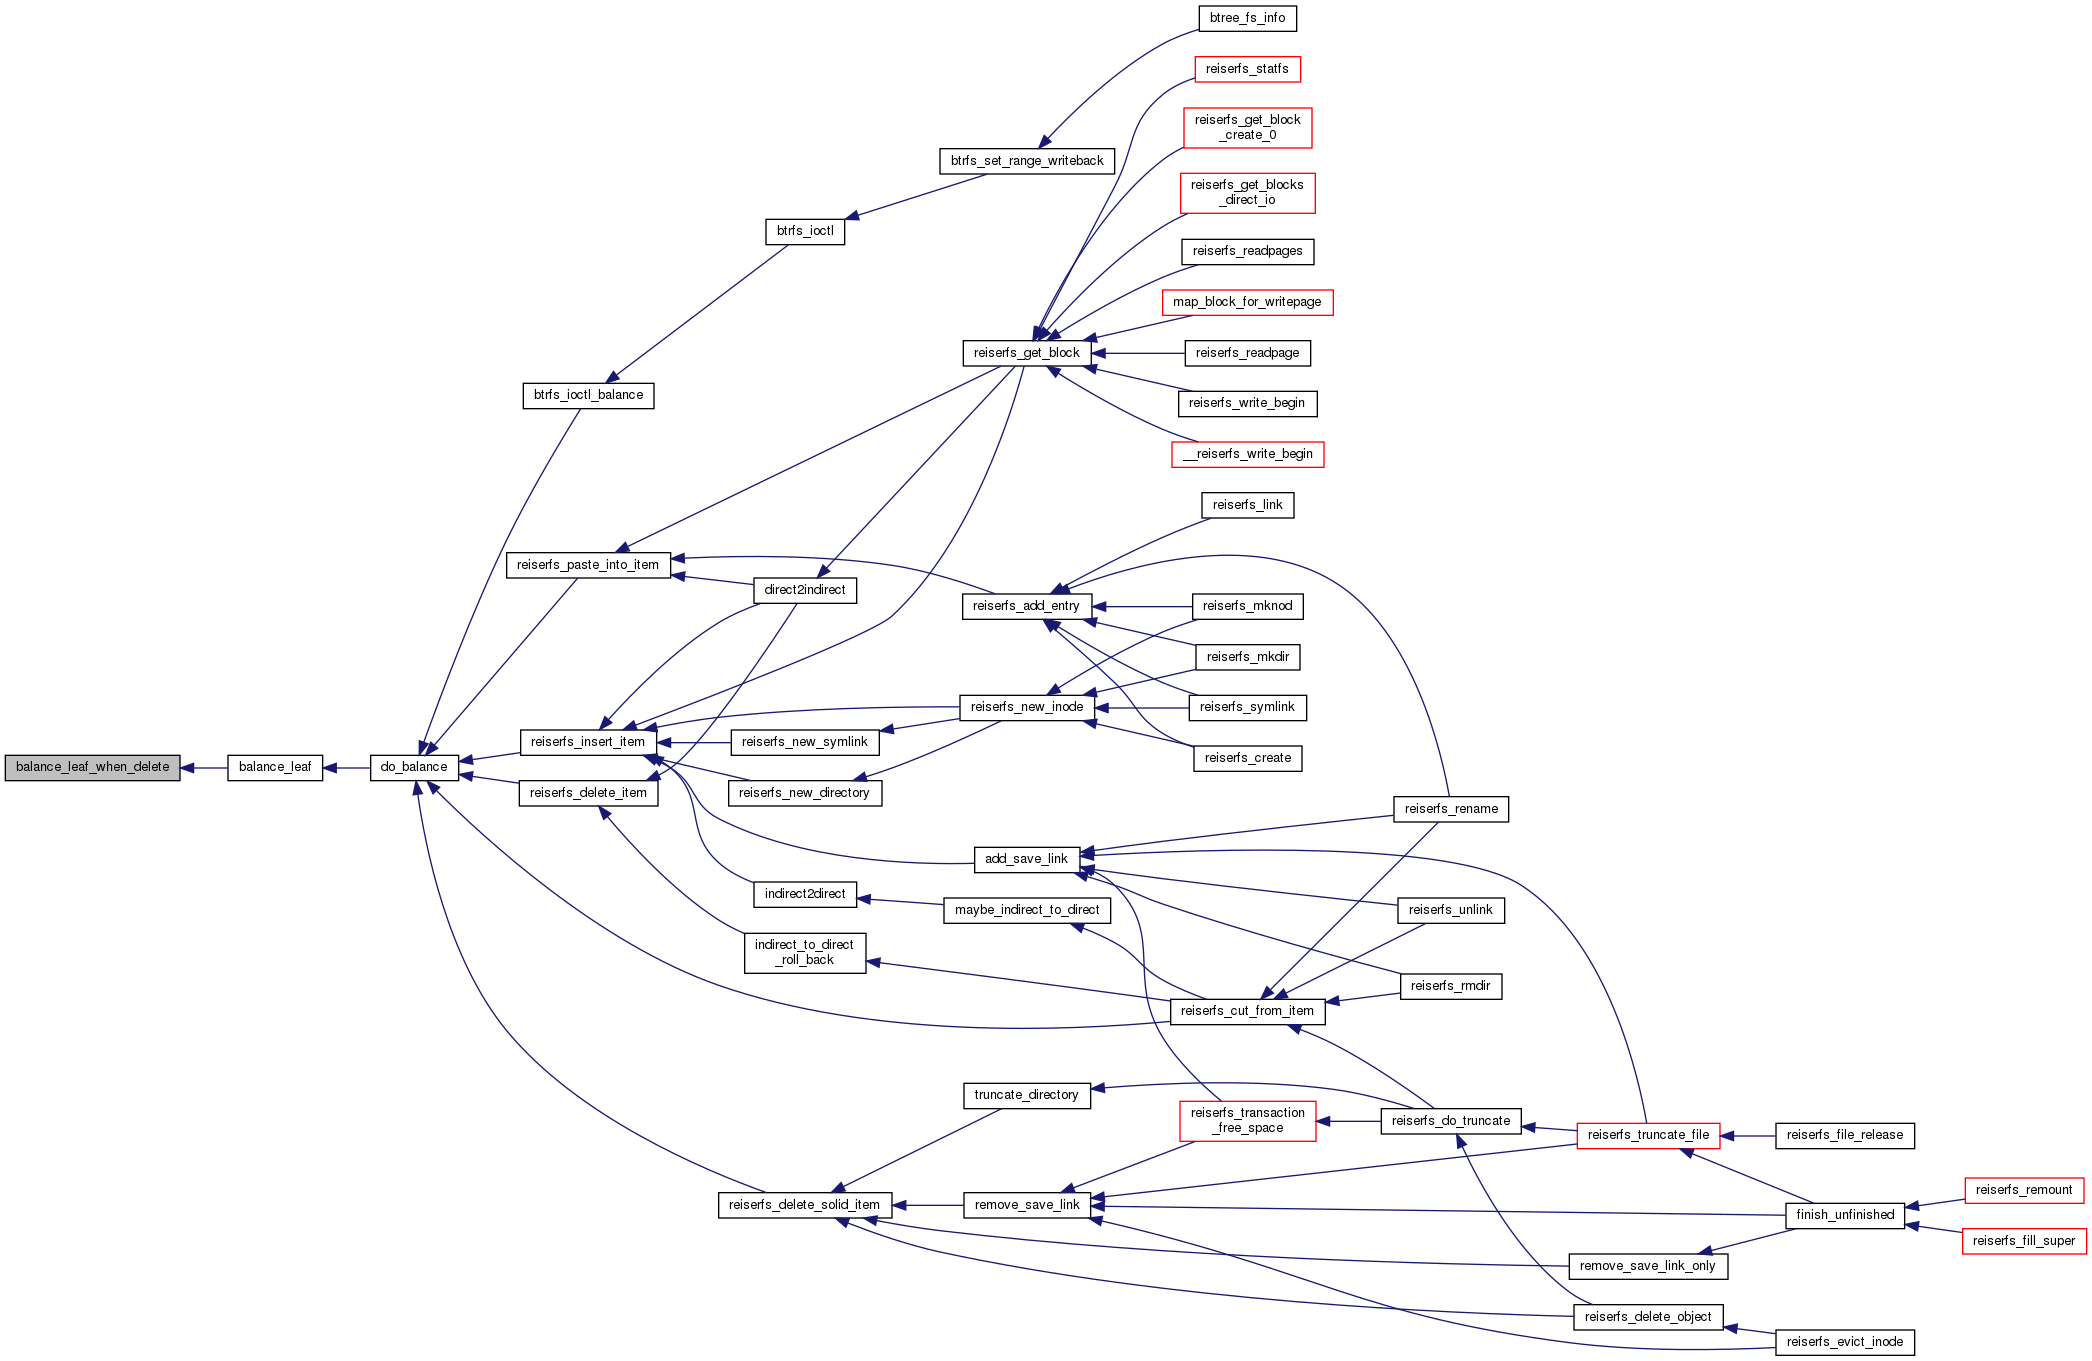 btree_fs_info
reiserfs_statfs
reiserfs_get_block
_create_0
btrfs_set_range_writeback
reiserfs_get_blocks
_direct_io
btrfs_ioctl
reiserfs_readpages
map_block_for_writepage
reiserfs_get_block
reiserfs_readpage
btrfs_ioctl_balance
reiserfs_write_begin
__reiserfs_write_begin
reiserfs_link
reiserfs_paste_into_item
direct2indirect
reiserfs_add_entry
reiserfs_mknod
reiserfs_mkdir
reiserfs_new_inode
reiserfs_symlink
reiserfs_insert_item
reiserfs_new_symlink
reiserfs_create
balance_leaf_when_delete
balance_leaf
do_balance
reiserfs_delete_item
reiserfs_new_directory
reiserfs_rename
add_save_link
indirect2direct
maybe_indirect_to_direct
reiserfs_unlink
indirect_to_direct
_roll_back
reiserfs_rmdir
reiserfs_cut_from_item
truncate_directory
reiserfs_transaction
_free_space
reiserfs_do_truncate
reiserfs_truncate_file
reiserfs_file_release
reiserfs_remount
reiserfs_delete_solid_item
remove_save_link
finish_unfinished
reiserfs_fill_super
remove_save_link_only
reiserfs_delete_object
reiserfs_evict_inode